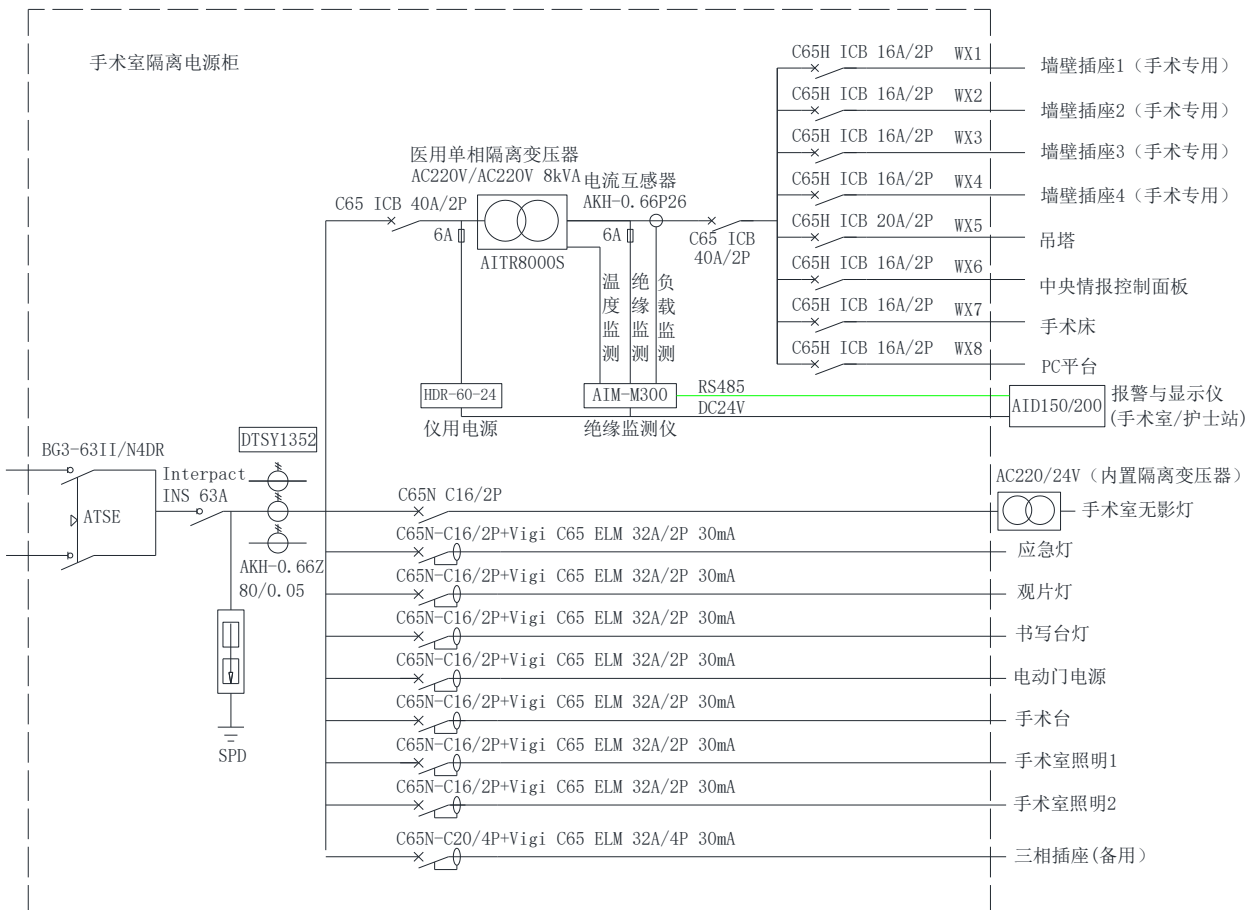 手术室隔离电源柜
C65H ICB 16A/2P WX1
墙壁插座1（手术专用）
C65H ICB 16A/2P WX2
墙壁插座2（手术专用）
C65H ICB 16A/2P WX3
墙壁插座3（手术专用）
C65H ICB 16A/2P WX4
墙壁插座4（手术专用）
C65H ICB 20A/2P WX5
吊塔
C65H ICB 16A/2P WX6
中央情报控制面板
C65H ICB 16A/2P WX7
手术床
C65H ICB 16A/2P WX8
PC平台
医用单相隔离变压器
AC220V/AC220V 8kVA
电流互感器
AKH-0.66P26
C65 ICB 40A/2P
6A
AITR8000S
6A
C65 ICB
40A/2P
温度监测
绝缘监测
负载监测
HDR-60-24
仪用电源
AIM-M300
绝缘监测仪
RS485
DC24V
AID150/200
报警与显示仪
(手术室/护士站)
BG3-63II/N4DR
ATSE
Interpact
INS 63A
DTSY1352
AKH-0.66Z
80/0.05
SPD
C65N C16/2P
AC220/24V（内置隔离变压器）
手术室无影灯
C65N-C16/2P+Vigi C65 ELM 32A/2P 30mA
应急灯
C65N-C16/2P+Vigi C65 ELM 32A/2P 30mA
观片灯
C65N-C16/2P+Vigi C65 ELM 32A/2P 30mA
书写台灯
C65N-C16/2P+Vigi C65 ELM 32A/2P 30mA
电动门电源
C65N-C16/2P+Vigi C65 ELM 32A/2P 30mA
手术台
C65N-C16/2P+Vigi C65 ELM 32A/2P 30mA
手术室照明1
C65N-C16/2P+Vigi C65 ELM 32A/2P 30mA
手术室照明2
C65N-C20/4P+Vigi C65 ELM 32A/4P 30mA
三相插座(备用）